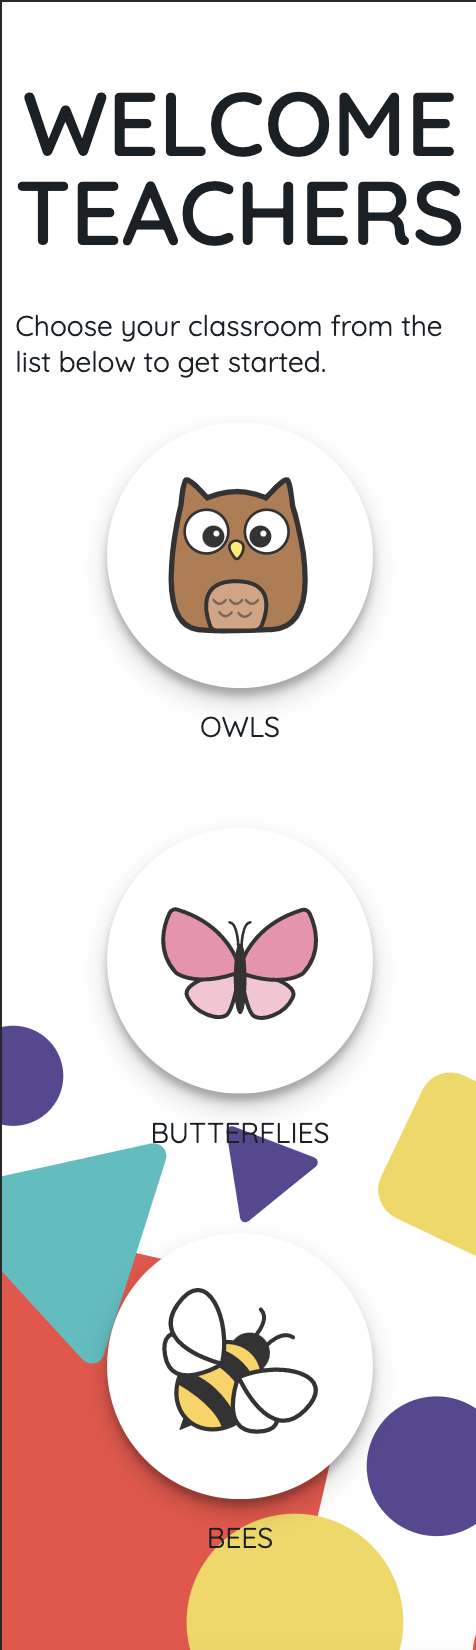 WELCOME
TEACHERS
Choose your classroom from the
list below to get started.
OWLS
BUTTERFLIES
BEES